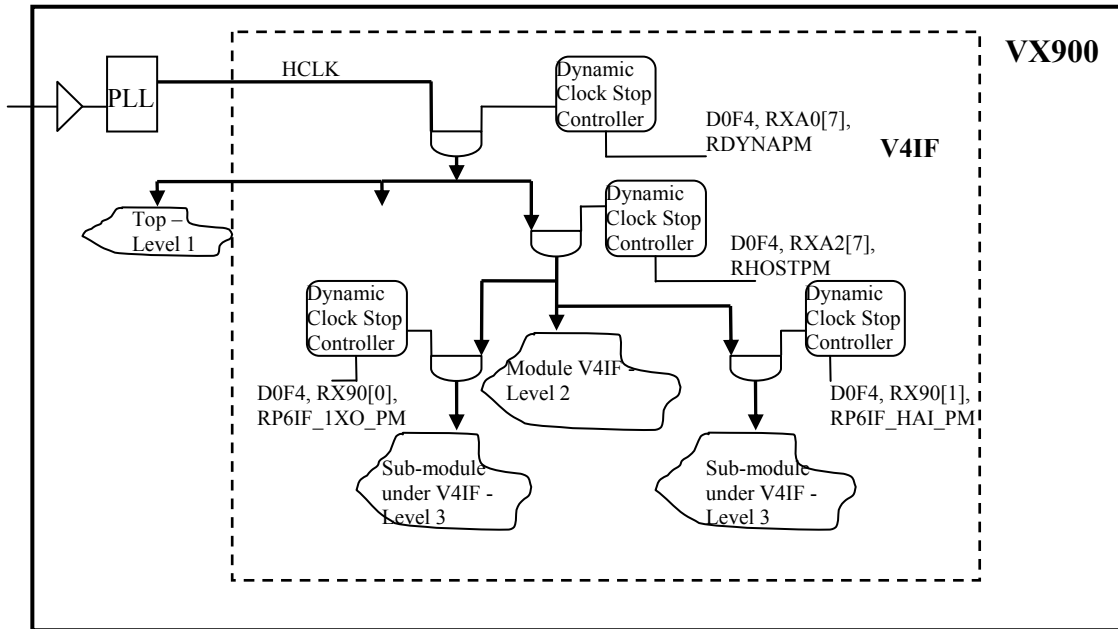 VX900
PLL
HCLK
Dynamic
Clock Stop
Controller
D0F4, RXA0[7],
RDYNAPM
V4IF
Top –
Level 1
Dynamic
Clock Stop
Controller
D0F4, RXA2[7],
RHOSTPM
Dynamic
Clock Stop
Controller
D0F4, RX90[0],
RP6IF_1XO_PM
Module V4IF -
Level 2
Dynamic
Clock Stop
Controller
D0F4, RX90[1],
RP6IF_HAI_PM
Sub-module
under V4IF -
Level 3
Sub-module
under V4IF -
Level 3